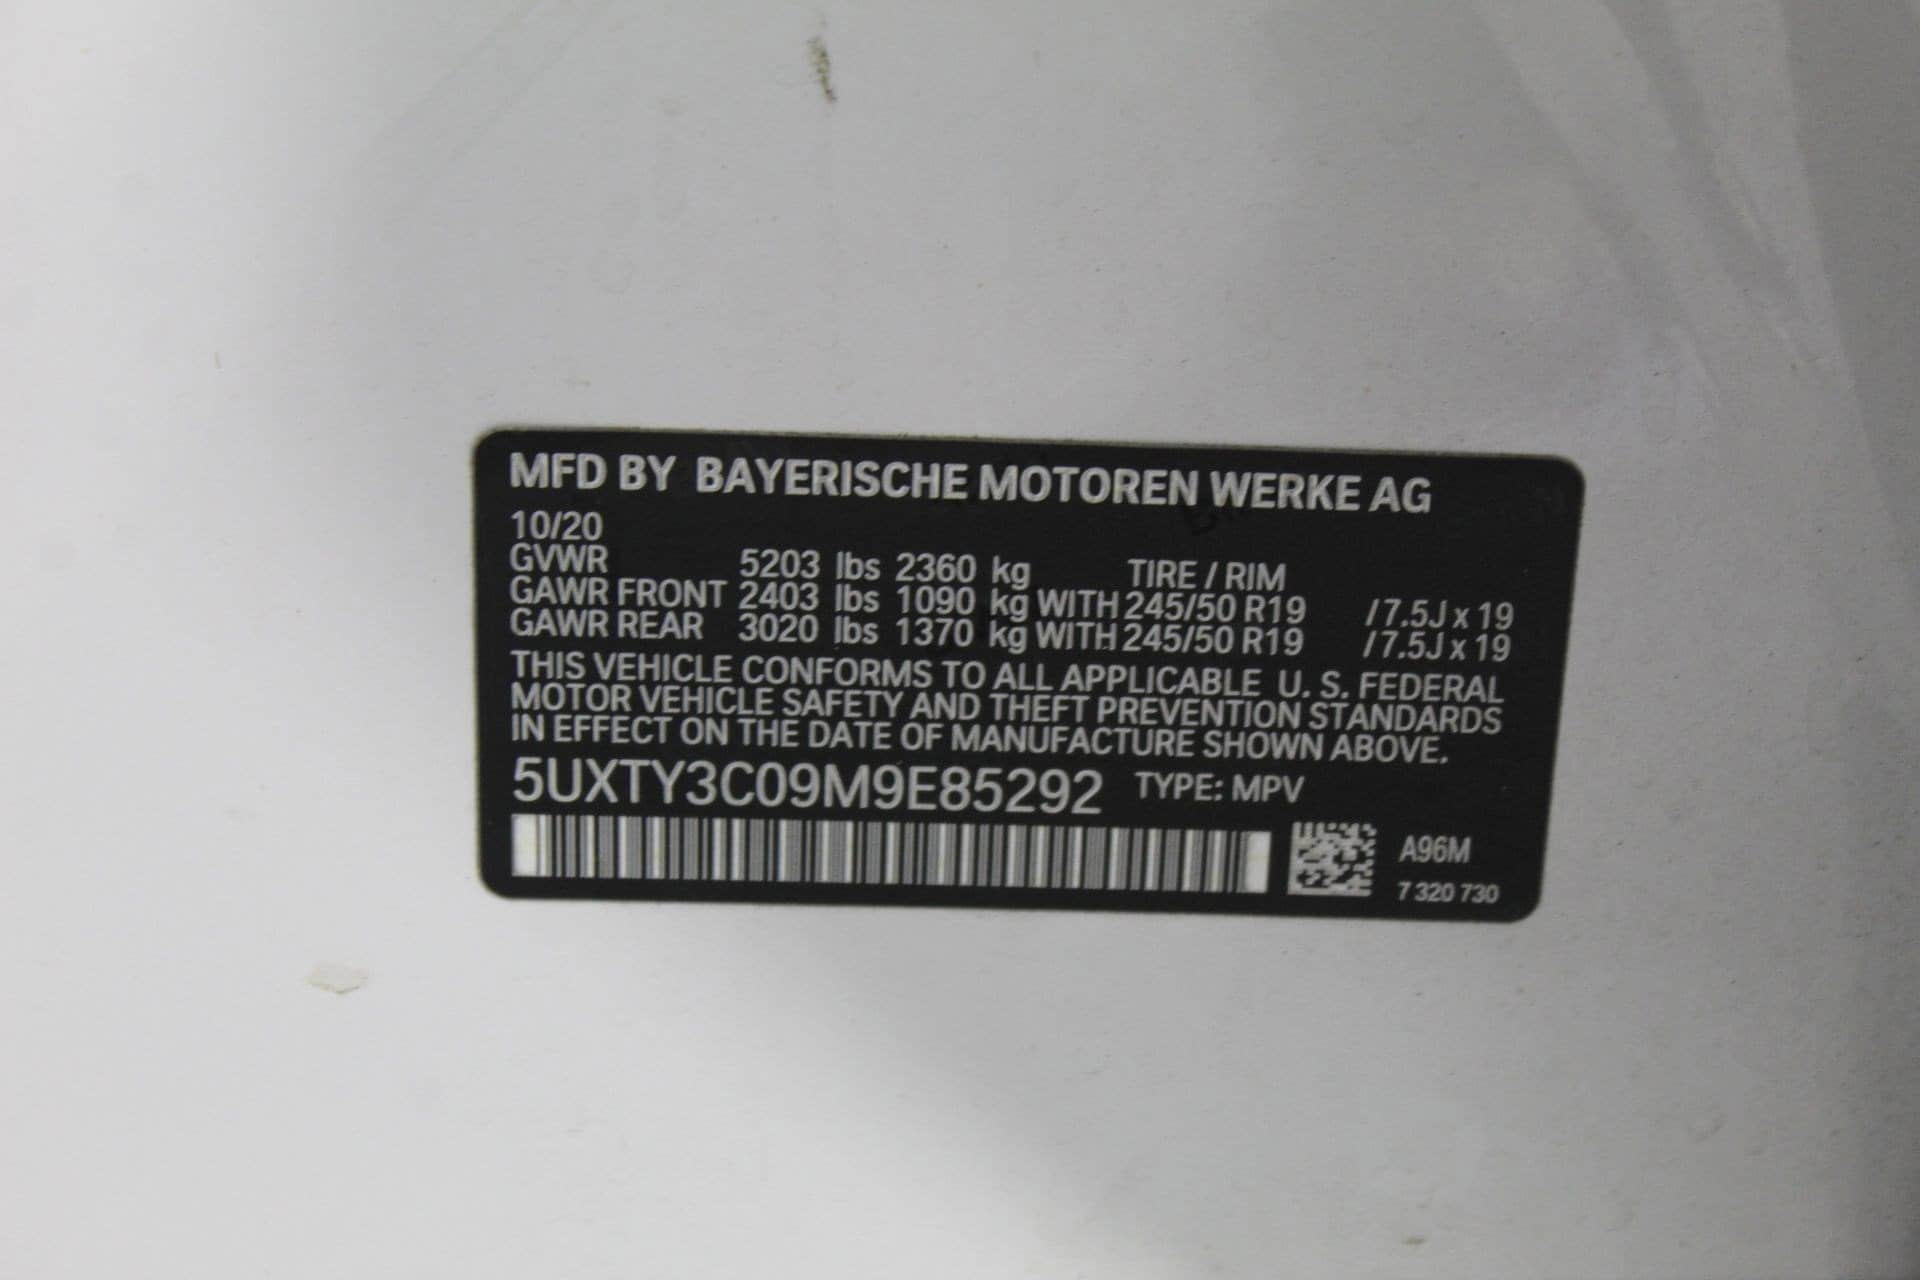 MFD BY BAYERISCHE MOTOREN WERKE AG
10/20
GVWR 5203 lbs 2360 kg TIRE / RIM
GAWR FRONT 2403 lbs 1090 kg WITH 245/50 R19 / 7.5J x 19
GAWR REAR 3020 lbs 1370 kg WITH 245/50 R19 / 7.5J x 19
THIS VEHICLE CONFORMS TO ALL APPLICABLE U. S. FEDERAL
MOTOR VEHICLE SAFETY AND THEFT PREVENTION STANDARDS
IN EFFECT ON THE DATE OF MANUFACTURE SHOWN ABOVE.
5UXTY3C09M9E85292 TYPE: MPV
A96M
7 320 730